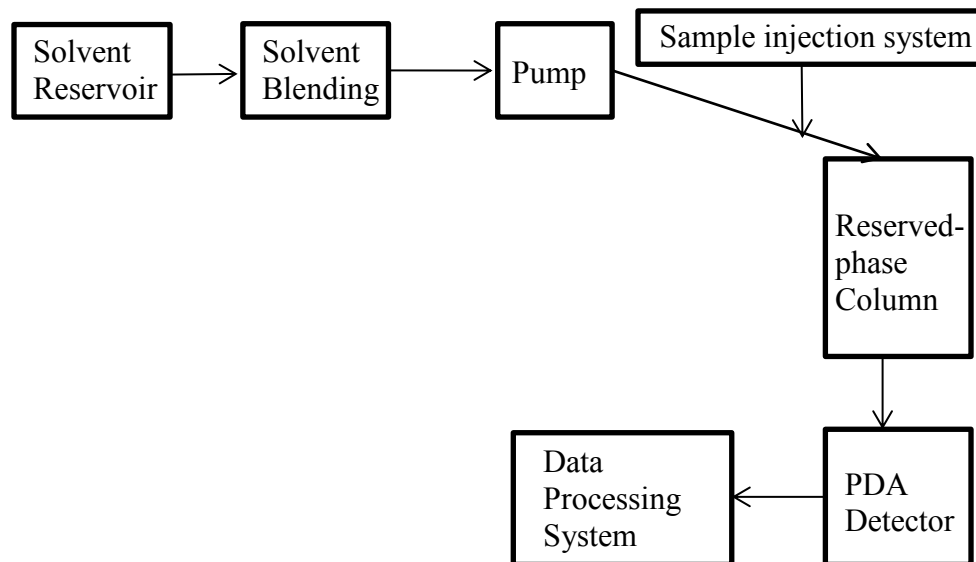 Solvent
Reservoir
Solvent
Blending
Pump
Sample injection system
Reserved-
phase
Column
PDA
Detector
Data
Processing
System